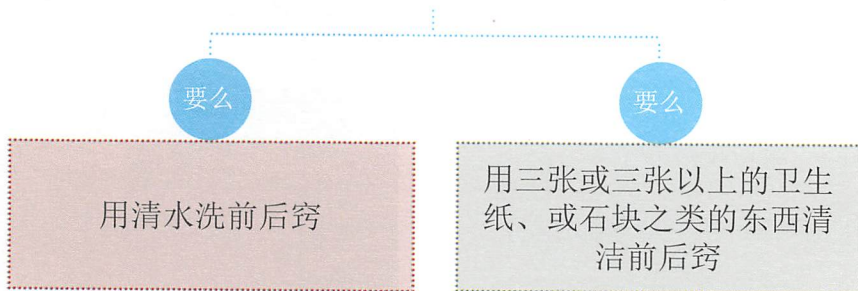 要么
用清水洗前后窍
要么
用三张或三张以上的卫生
纸、或石块之类的东西清
洁前后窍